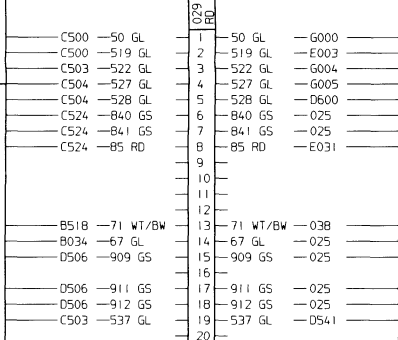 029
RD
C500 50 GL 1 50 GL G000
C500 519 GL 2 519 GL E003
C503 522 GL 3 522 GL G004
C504 527 GL 4 527 GL G005
C504 528 GL 5 528 GL D600
C524 840 GS 6 840 GS 025
C524 841 GS 7 841 GS 025
C524 85 RD 8 85 RD E031
9
10
11
12
B518 71 WT/BW 13 71 WT/BW 038
B034 67 GL 14 67 GL 025
D506 909 GS 15 909 GS 025
16
D506 911 GS 17 911 GS 025
D506 912 GS 18 912 GS 025
C503 537 GL 19 537 GL D541
20